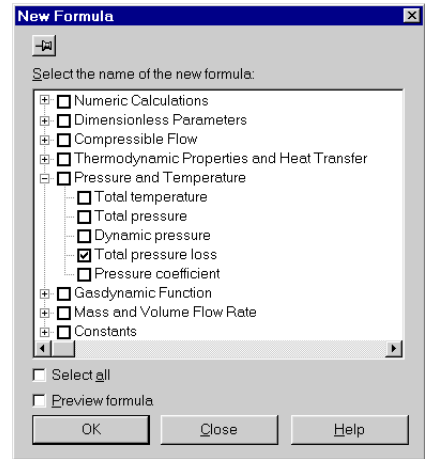 New Formula
Select the name of the new formula:
Numeric Calculations
Dimensionless Parameters
Compressible Flow
Thermodynamic Properties and Heat Transfer
Pressure and Temperature
Total temperature
Total pressure
Dynamic pressure
Total pressure loss
Pressure coefficient
Gasdynamic Function
Mass and Volume Flow Rate
Constants
Select all
Preview formula
OK Close Help